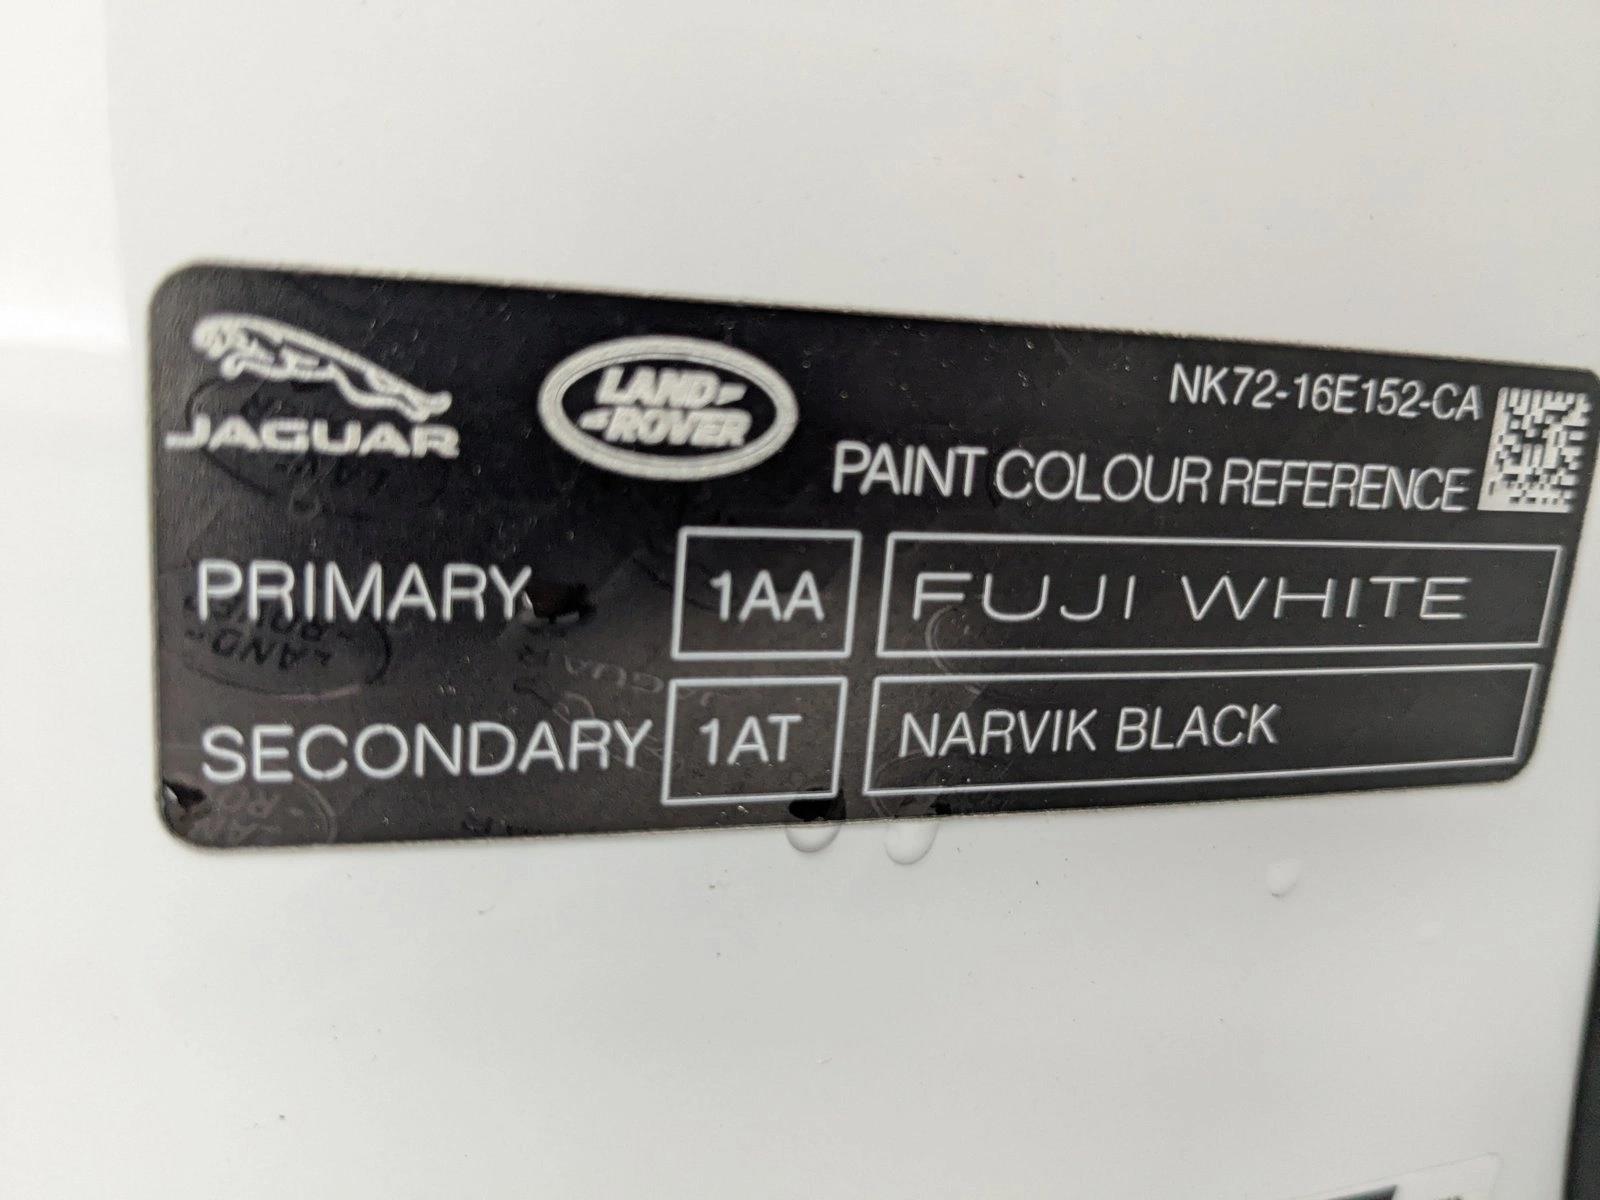 JAGUAR
LAND
ROVER
NK72-16E152-CA
PAINT COLOUR REFERENCE
PRIMARY 1AA FUJI WHITE
SECONDARY 1AT NARVIK BLACK